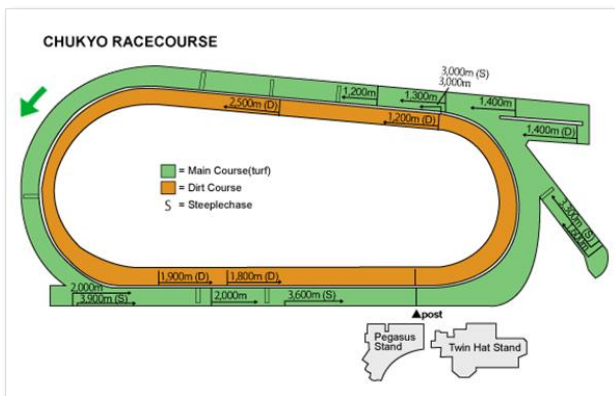 CHUKYO RACECOURSE
3,000m (S)
3,000m
1,200m
1,300m
1,400m
2,500m (D)
1,200m (D)
1,400m (D)
= Main Course(turf)
= Dirt Course
S = Steeplechase
3,300m (S)
1,600m
1,900m (D)
1,800m (D)
2,000m
3,900m (S)
2,000m
3,600m (S)
▲post
Pegasus
Stand
Twin Hat Stand